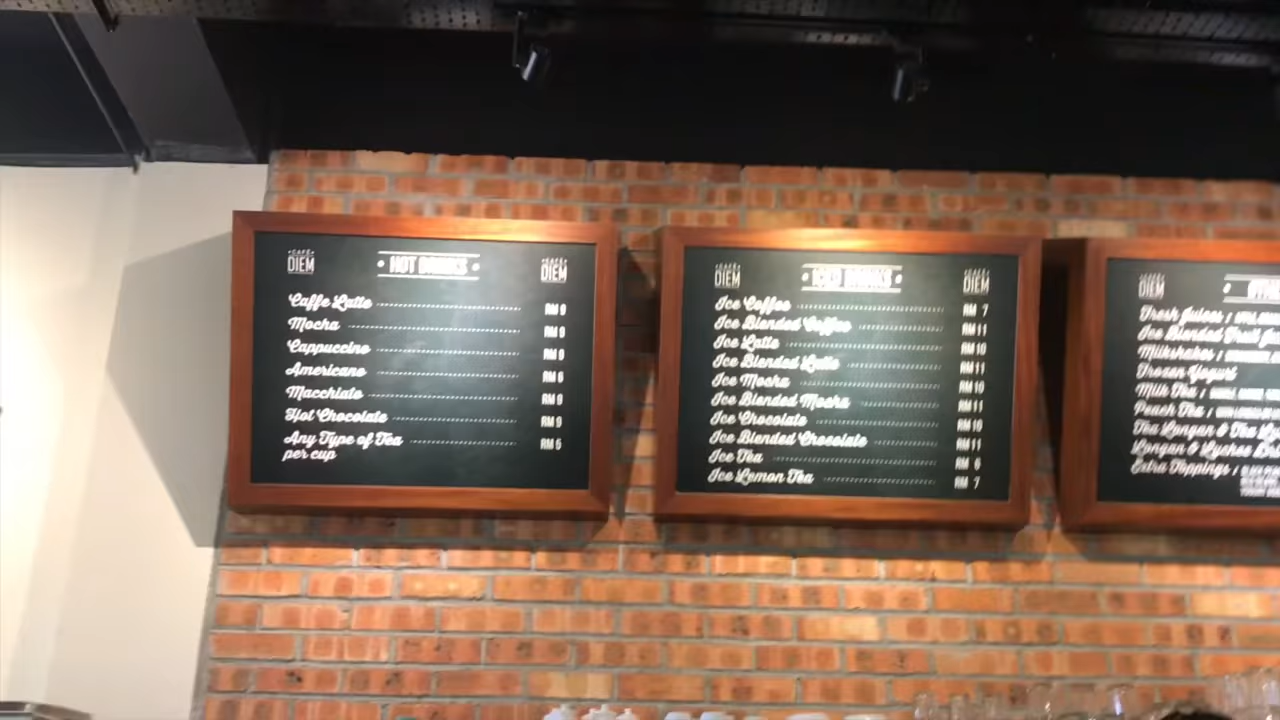 CAFE
DIEM
HOT DRINKS
CAFE
DIEM
Caffe Latte RM 9
Mocha RM 9
Cappuccino RM 9
Americano RM 6
Macchiato RM 9
Hot Chocolate RM 9
Any Type of Tea RM 5
per cup
CAFE
DIEM
ICED DRINKS
CAFE
DIEM
Ice Coffee RM 7
Ice Blended Coffee RM 11
Ice Latte RM 10
Ice Blended Latte RM 11
Ice Mocha RM 10
Ice Blended Mocha RM 11
Ice Chocolate RM 10
Ice Blended Chocolate RM 11
Ice Tea RM 6
Ice Lemon Tea RM 7
CAFE
DIEM
Fresh Juices /
Ice Blended Fruit
Milkshakes /
Frozen Yogurt
Milk Tea /
Peach Tea /
Tea Longan & Tea
Longan & Lychee
Extra Toppings /